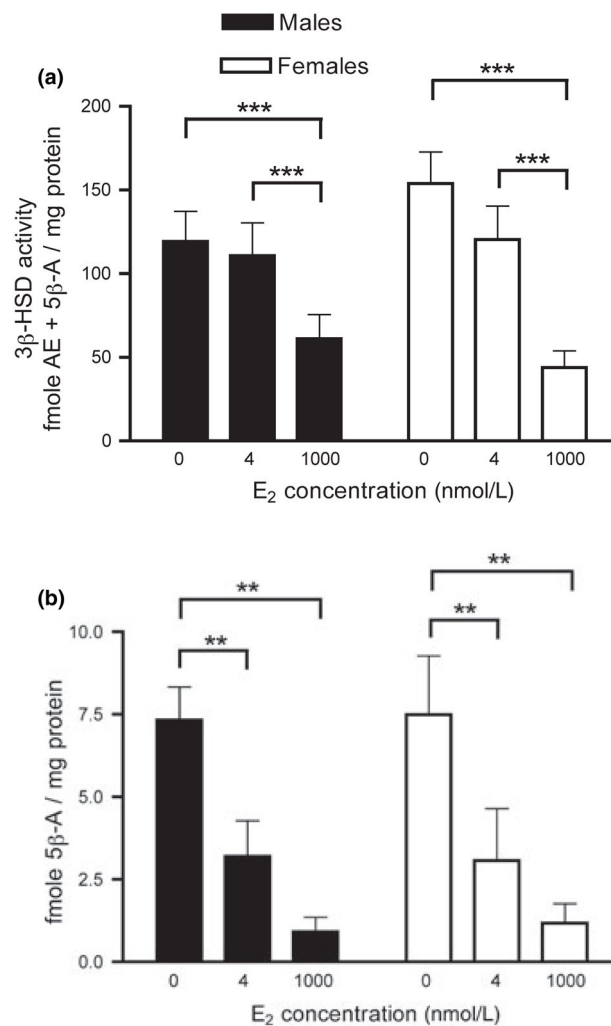 Males
Females
(a)
***
***
***
***
200
150
100
50
0
3β-HSD activity
fmole AE + 5β-A / mg protein
0 4 1000 0 4 1000
E₂ concentration (nmol/L)
(b)
**
**
**
**
10.0
7.5
5.0
2.5
0.0
fmole 5β-A / mg protein
0 4 1000 0 4 1000
E₂ concentration (nmol/L)